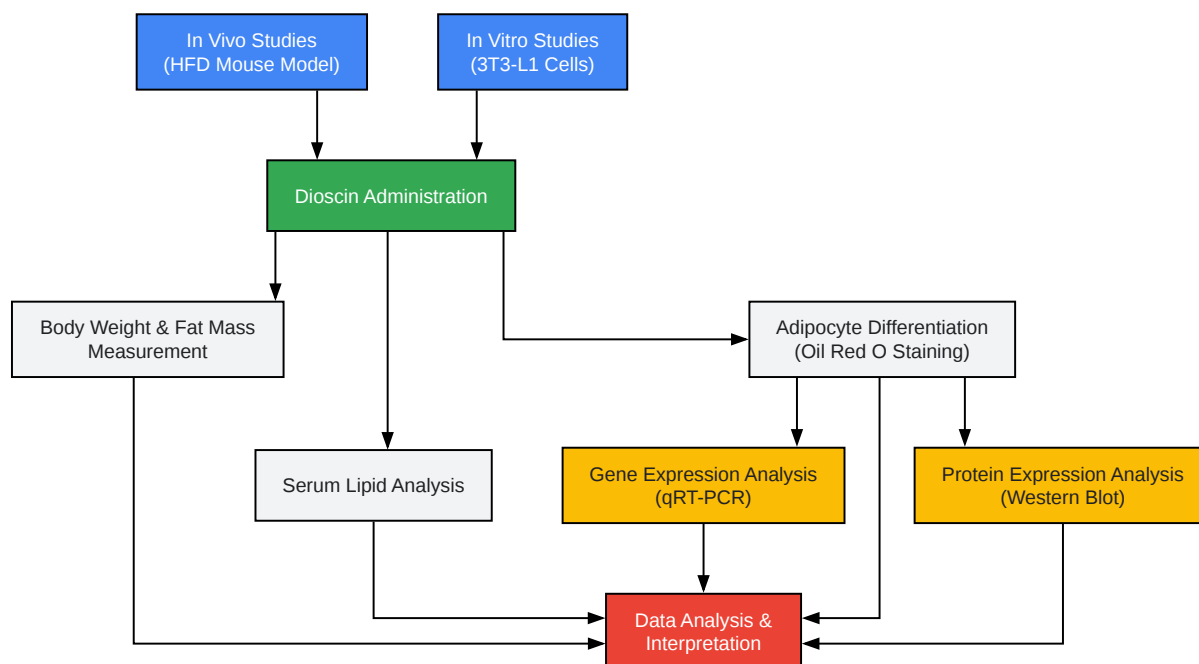 In Vivo Studies
(HFD Mouse Model)
In Vitro Studies
(3T3-L1 Cells)
Dioscin Administration
Body Weight & Fat Mass
Measurement
Adipocyte Differentiation
(Oil Red O Staining)
Serum Lipid Analysis
Gene Expression Analysis
(qRT-PCR)
Protein Expression Analysis
(Western Blot)
Data Analysis &
Interpretation